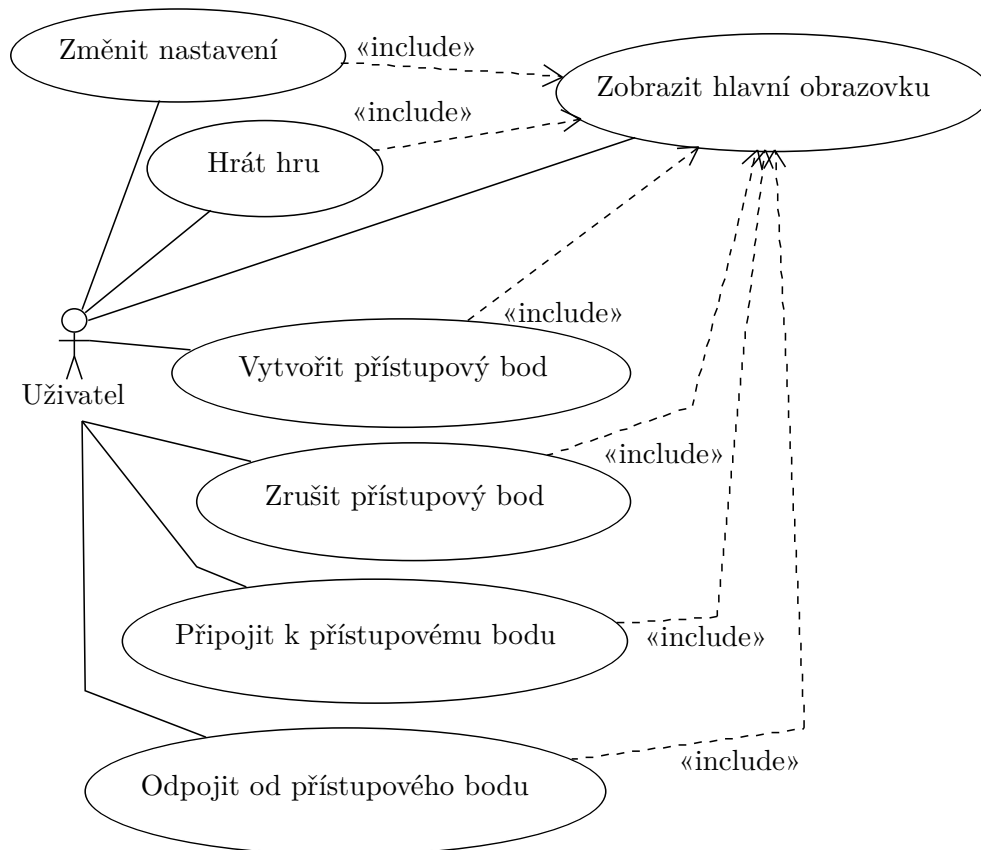 Změnit nastavení
«include»
Zobrazit hlavní obrazovku
«include»
Hrát hru
«include»
Vytvořit přístupový bod
Uživatel
«include»
Zrušit přístupový bod
Připojit k přístupovému bodu
«include»
«include»
Odpojit od přístupového bodu